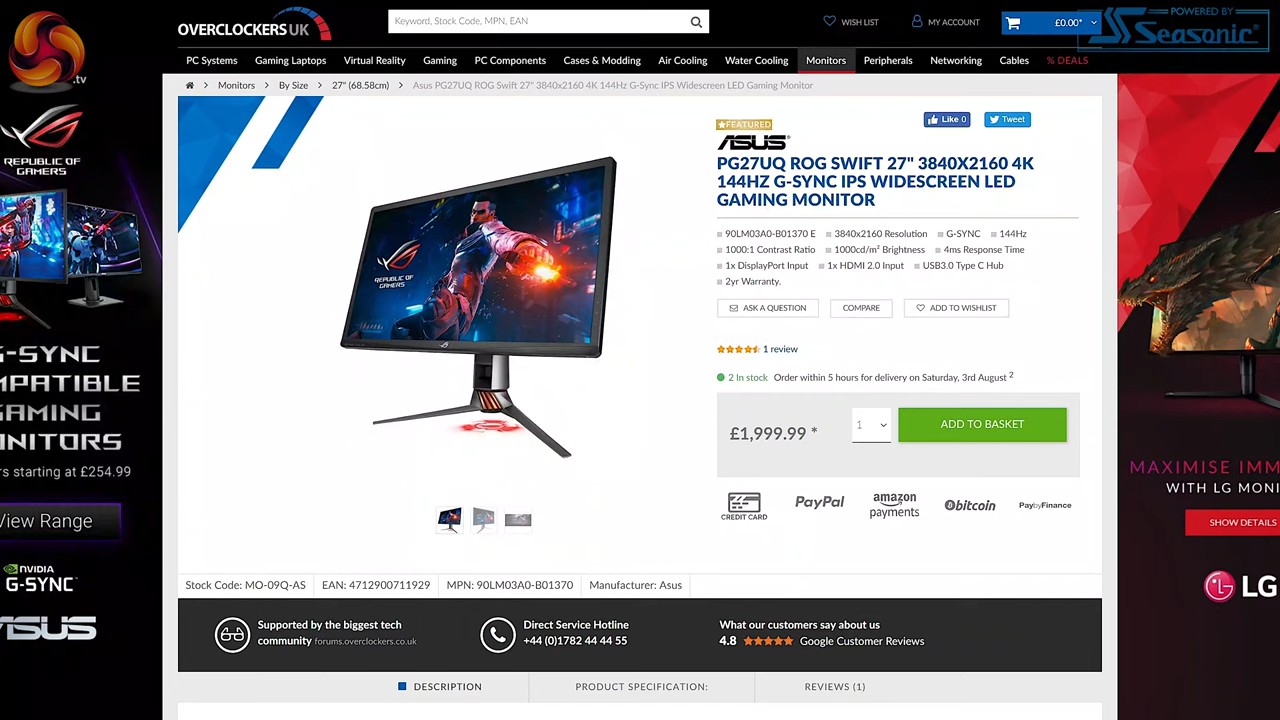 OVERCLOCKERS UK
Keyword, Stock Code, MPN, EAN
WISH LIST
MY ACCOUNT
£0.00*
POWERED BY
Seasonic®
PC Systems
Gaming Laptops
Virtual Reality
Gaming
PC Components
Cases & Modding
Air Cooling
Water Cooling
Monitors
Peripherals
Networking
Cables
% DEALS
.tv
Monitors
By Size
27" (68.58cm)
Asus PG27UQ ROG Swift 27" 3840x2160 4K 144Hz G-Sync IPS Widescreen LED Gaming Monitor
REPUBLIC OF
GAMERS
-SYNC
MPATIBLE
AMING
NITORS
rs starting at £254.99
View Range
NVIDIA
G-SYNC™
ASUS
REPUBLIC OF
GAMERS
FEATURED
Like 0
Tweet
ASUS®
PG27UQ ROG SWIFT 27" 3840X2160 4K
144HZ G-SYNC IPS WIDESCREEN LED
GAMING MONITOR
90LM03A0-B01370 E
3840x2160 Resolution
G-SYNC
144Hz
1000:1 Contrast Ratio
1000cd/m² Brightness
4ms Response Time
1x DisplayPort Input
1x HDMI 2.0 Input
USB3.0 Type C Hub
2yr Warranty.
ASK A QUESTION
COMPARE
ADD TO WISHLIST
1 review
2 In stock Order within 5 hours for delivery on Saturday, 3rd August 2
£1,999.99 *
1
ADD TO BASKET
CREDIT CARD
PayPal
amazon
payments
bitcoin
PaybyFinance
MAXIMISE IMM
WITH LG MONI
SHOW DETAILS
LG
Stock Code: MO-09Q-AS
EAN: 4712900711929
MPN: 90LM03A0-B01370
Manufacturer: Asus
Supported by the biggest tech
community forums.overclockers.co.uk
Direct Service Hotline
+44 (0)1782 44 44 55
What our customers say about us
4.8
Google Customer Reviews
DESCRIPTION
PRODUCT SPECIFICATION:
REVIEWS (1)